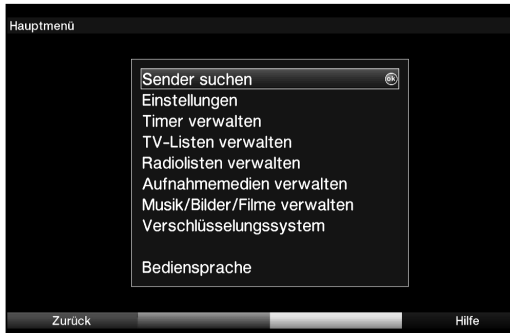 Hauptmenü
Sender suchen ok
Einstellungen
Timer verwalten
TV-Listen verwalten
Radiolisten verwalten
Aufnahmemedien verwalten
Musik/Bilder/Filme verwalten
Verschlüsselungssystem
Bediensprache
Zurück Hilfe